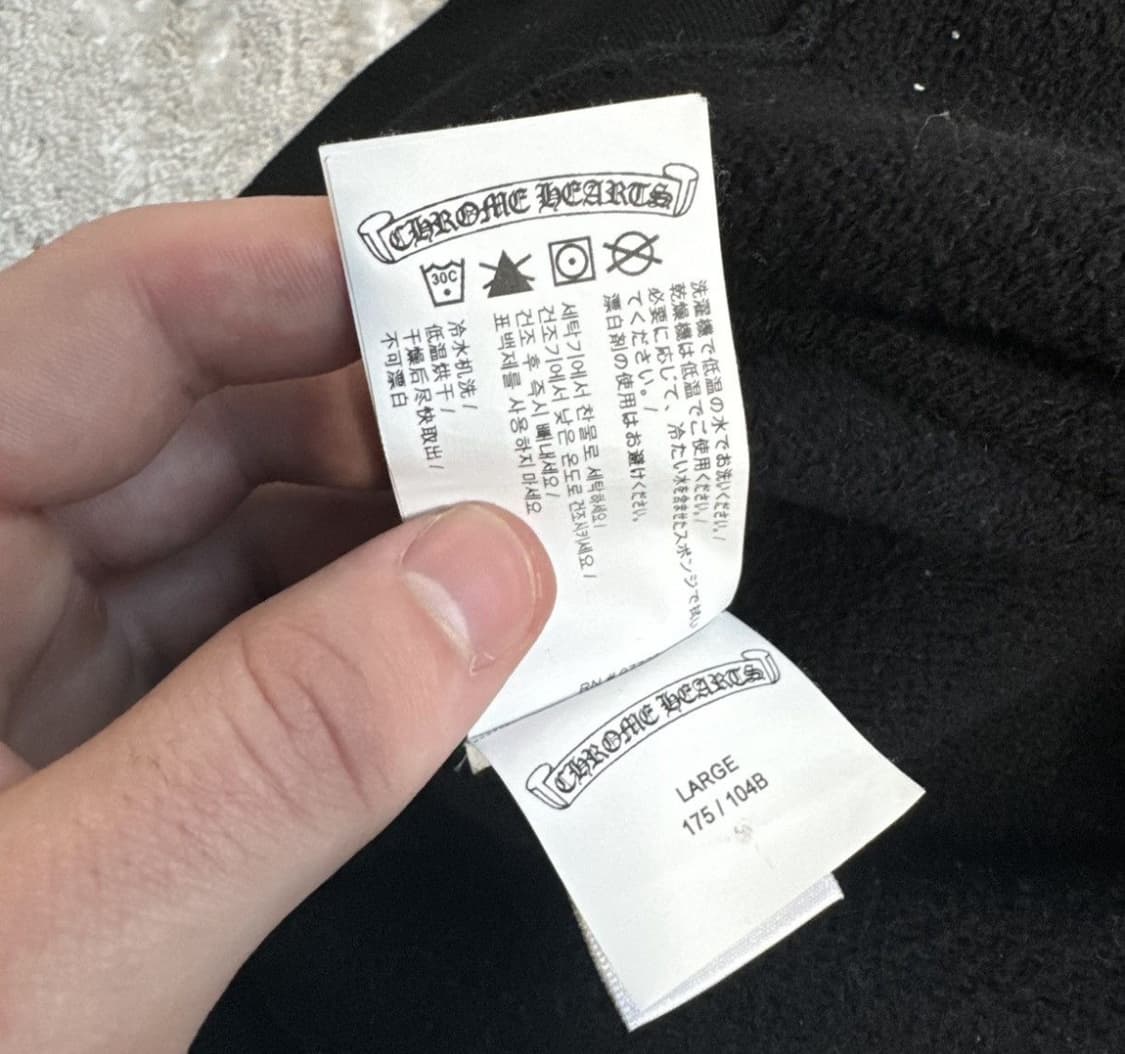 CHROME HEARTS
30C
洗濯機で低温の水でお洗いください。/
乾燥機は低温でご使用ください。/
必要に応じて、冷たい水を含ませたスポンジで拭い
てください。/
漂白剤の使用はお避けください。
세탁기에서 찬물로 세탁하세요/
건조기에서 낮은 온도로 건조시키세요/
건조 후 즉시 빼내세요/
표백제를 사용하지 마세요
冷水机洗/
低温烘干/
干燥后尽快取出/
不可漂白
RN #
CHROME HEARTS
LARGE
175 / 104B